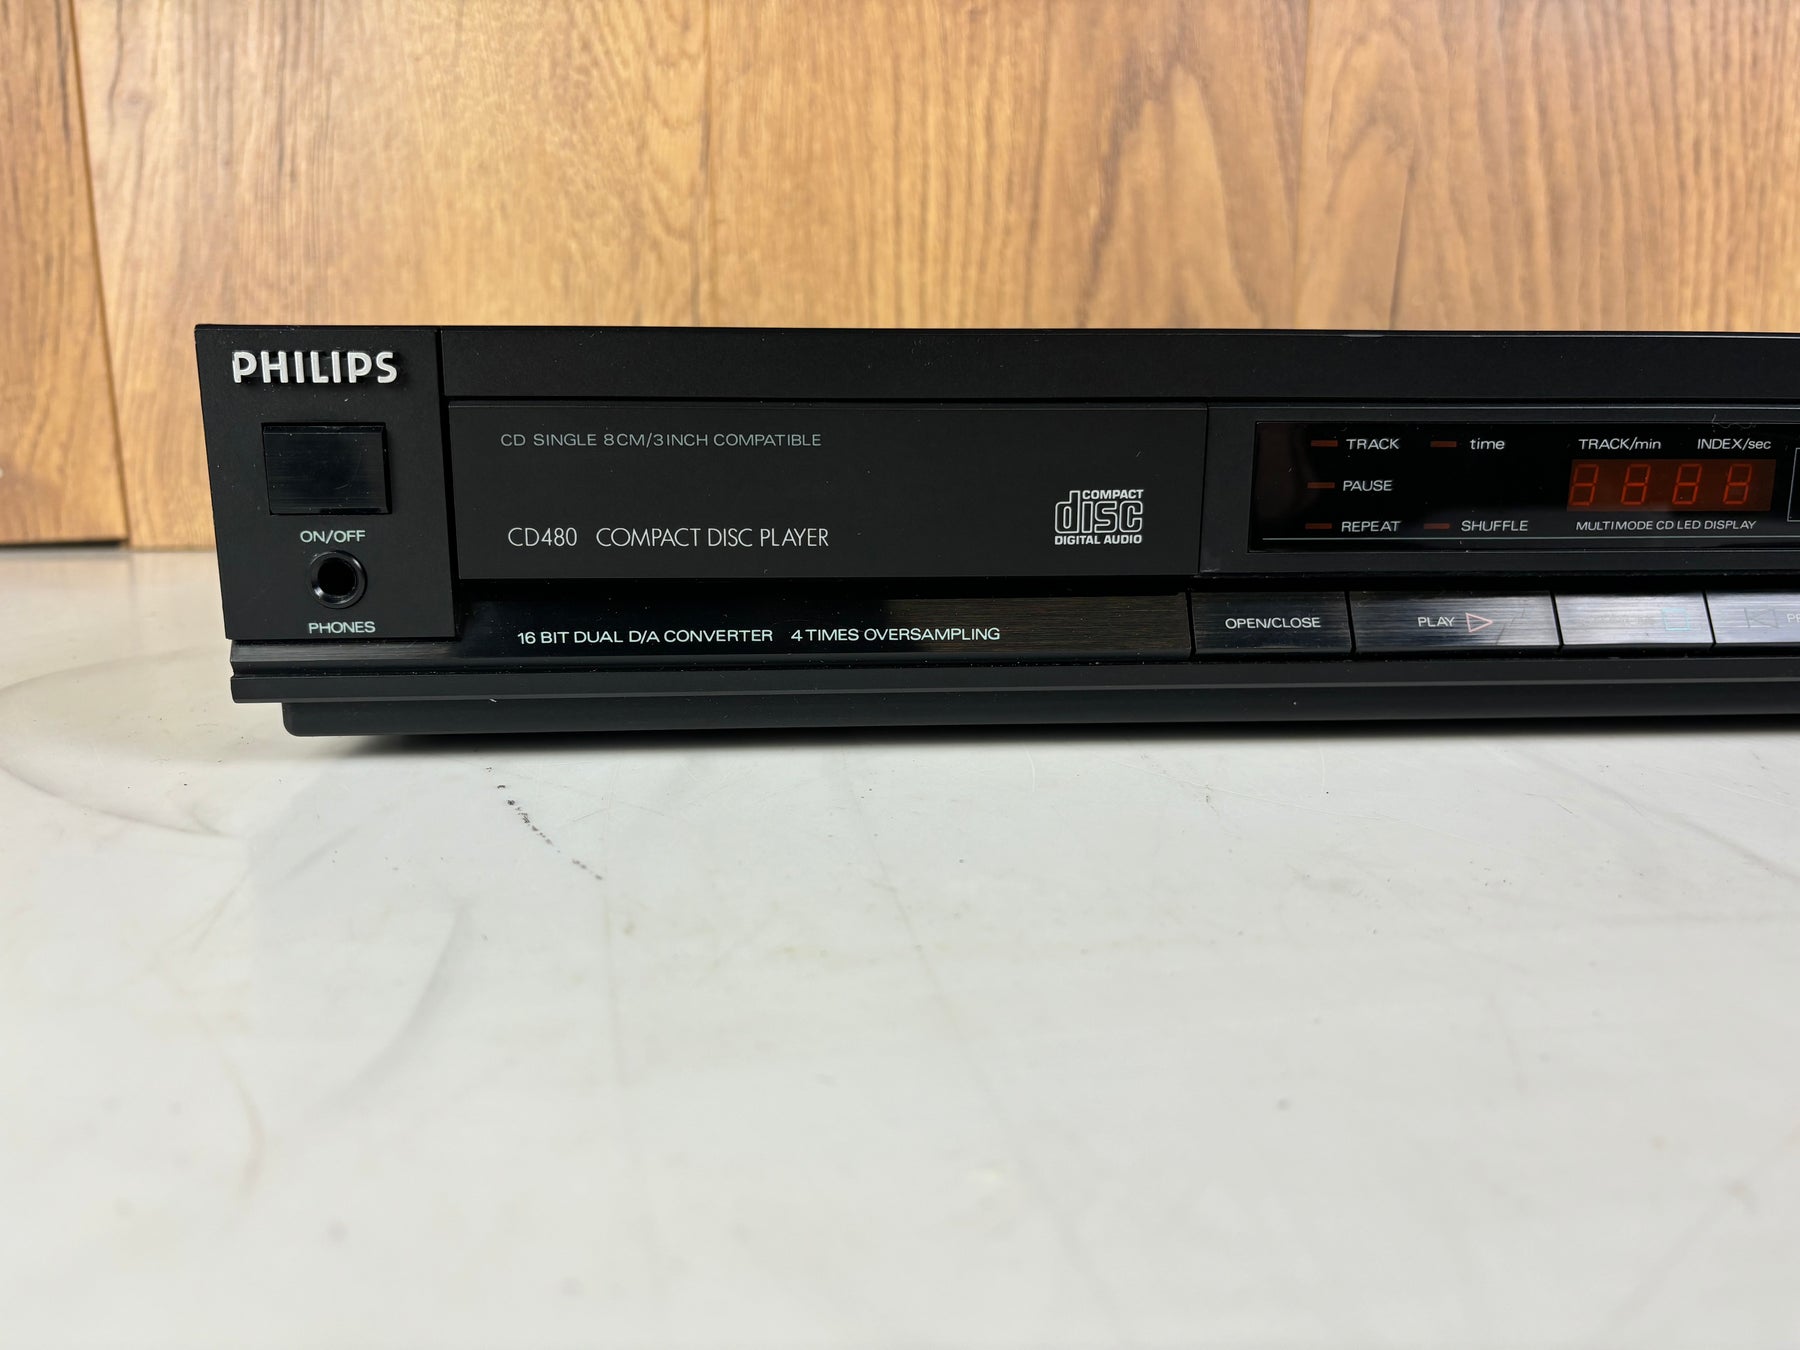 PHILIPS
ON/OFF
PHONES
CD SINGLE 8CM/3INCH COMPATIBLE
CD480 COMPACT DISC PLAYER
COMPACT
disc
DIGITAL AUDIO
16 BIT DUAL D/A CONVERTER 4 TIMES OVERSAMPLING
TRACK time TRACK/min INDEX/sec
PAUSE
REPEAT SHUFFLE MULTIMODE CD LED DISPLAY
OPEN/CLOSE PLAY